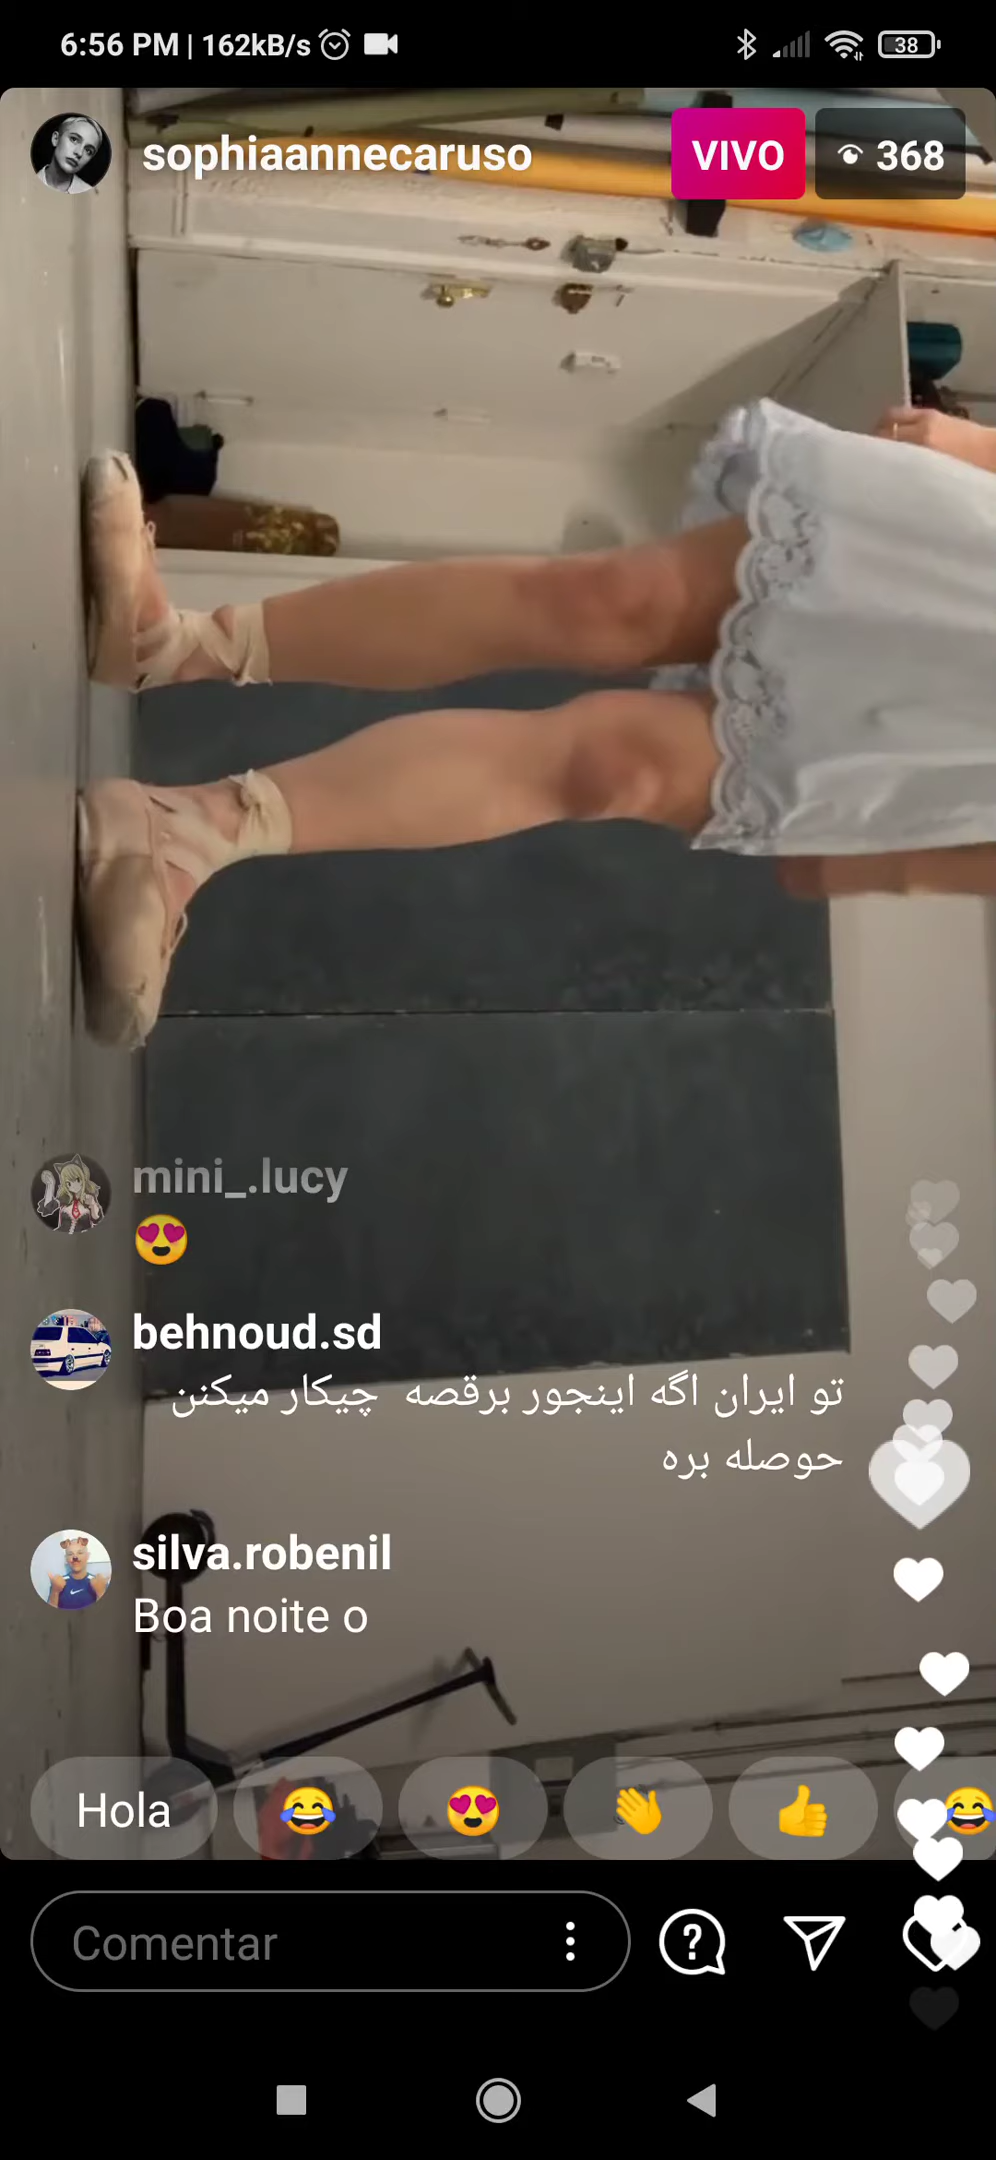 6:56 PM | 162kB/s
38
sophiaannecaruso
VIVO
368
mini_.lucy
😍
behnoud.sd
تو ایران اگه اینجور برقصه چیکار میکنن
حوصله بره
silva.robenil
Boa noite o
Hola 😂 😍 👋 👍 😂
Comentar